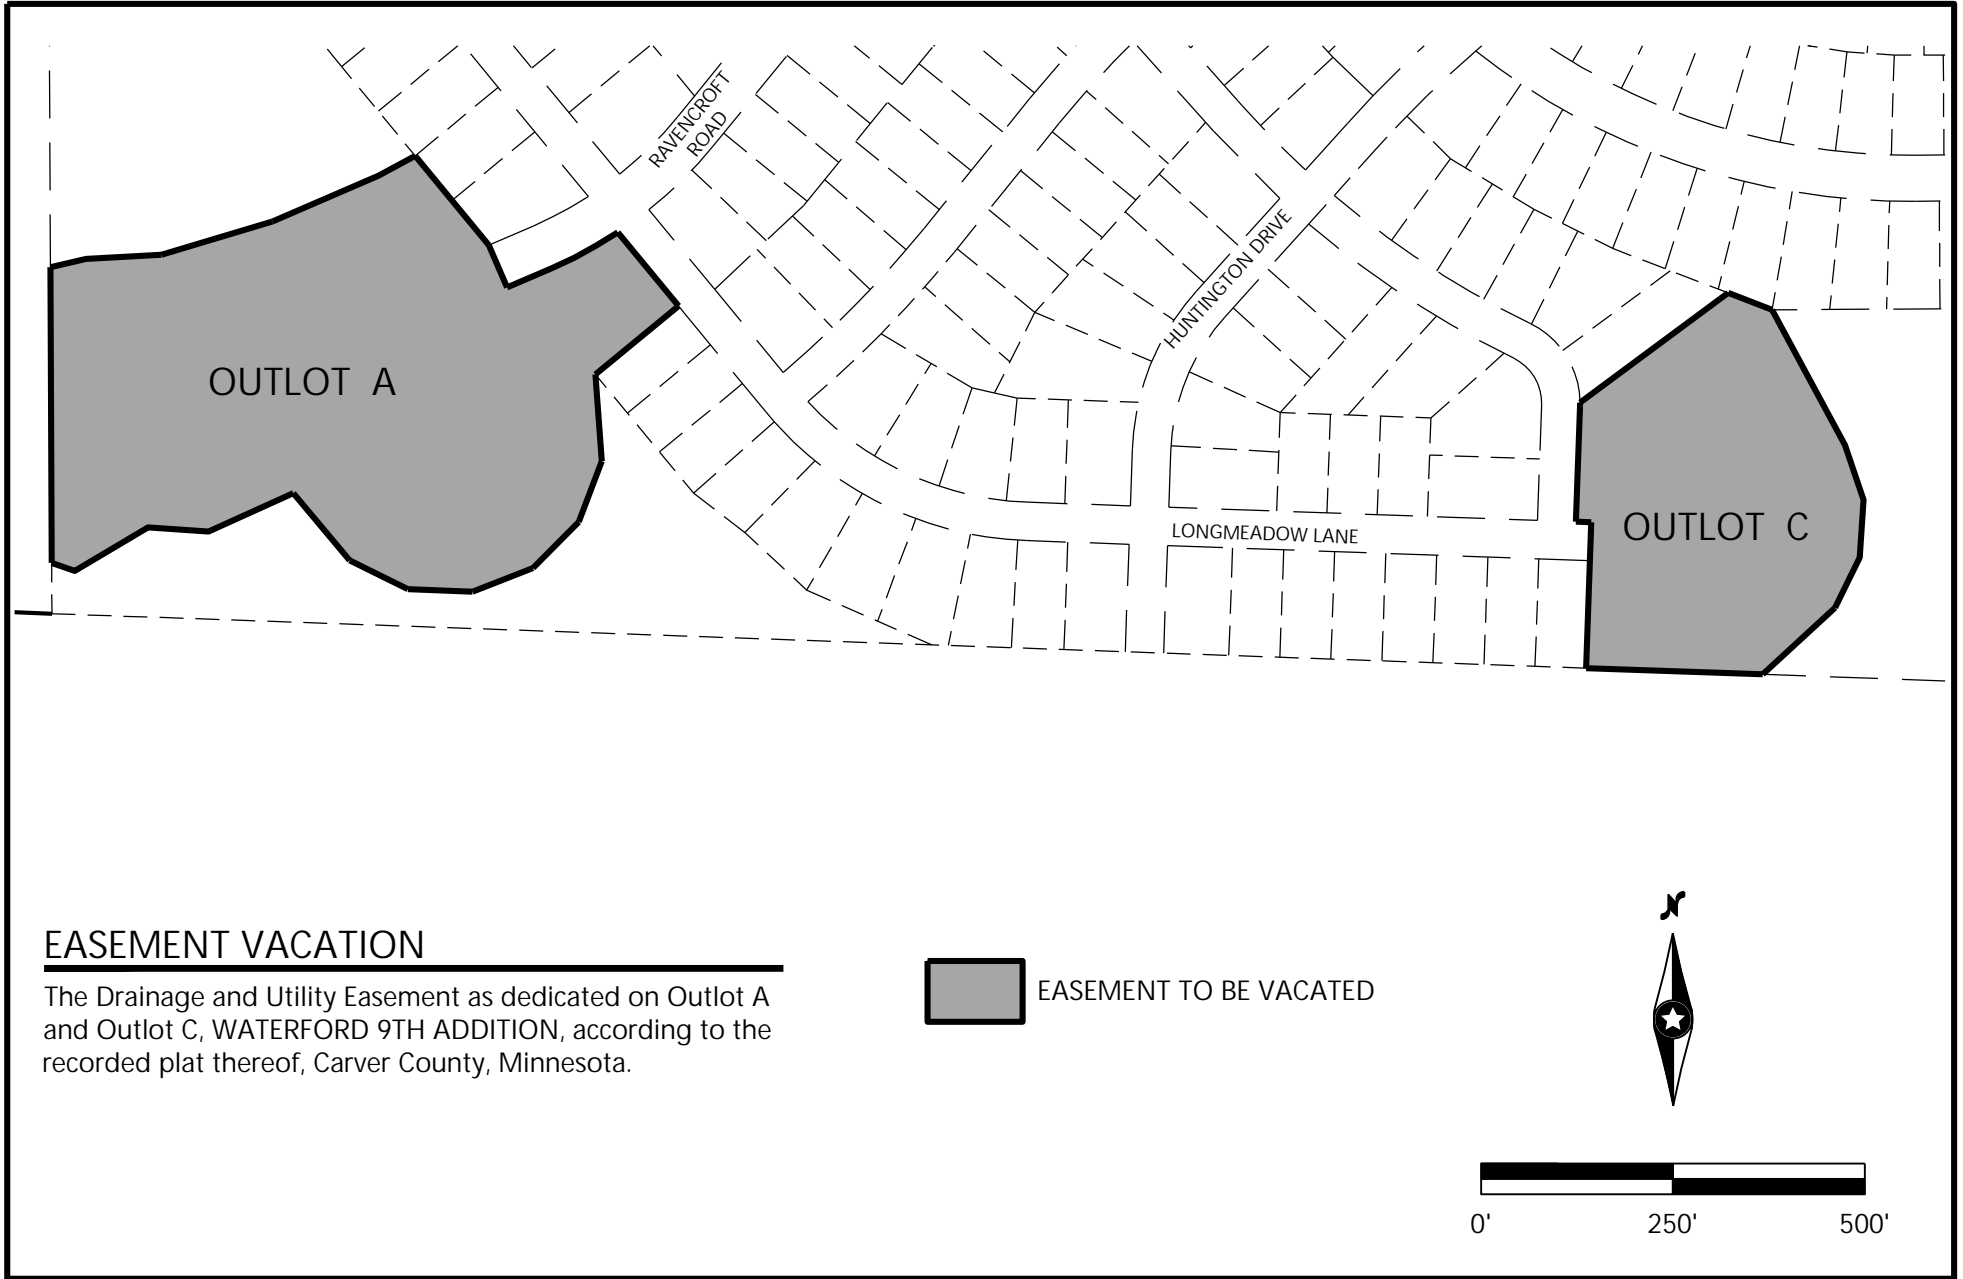 RAVENCROFT
ROAD
HUNTINGTON DRIVE
OUTLOT A
LONGMEADOW LANE
OUTLOT C
N
EASEMENT VACATION
The Drainage and Utility Easement as dedicated on Outlot A
and Outlot C, WATERFORD 9TH ADDITION, according to the
recorded plat thereof, Carver County, Minnesota.
EASEMENT TO BE VACATED
0' 250' 500'